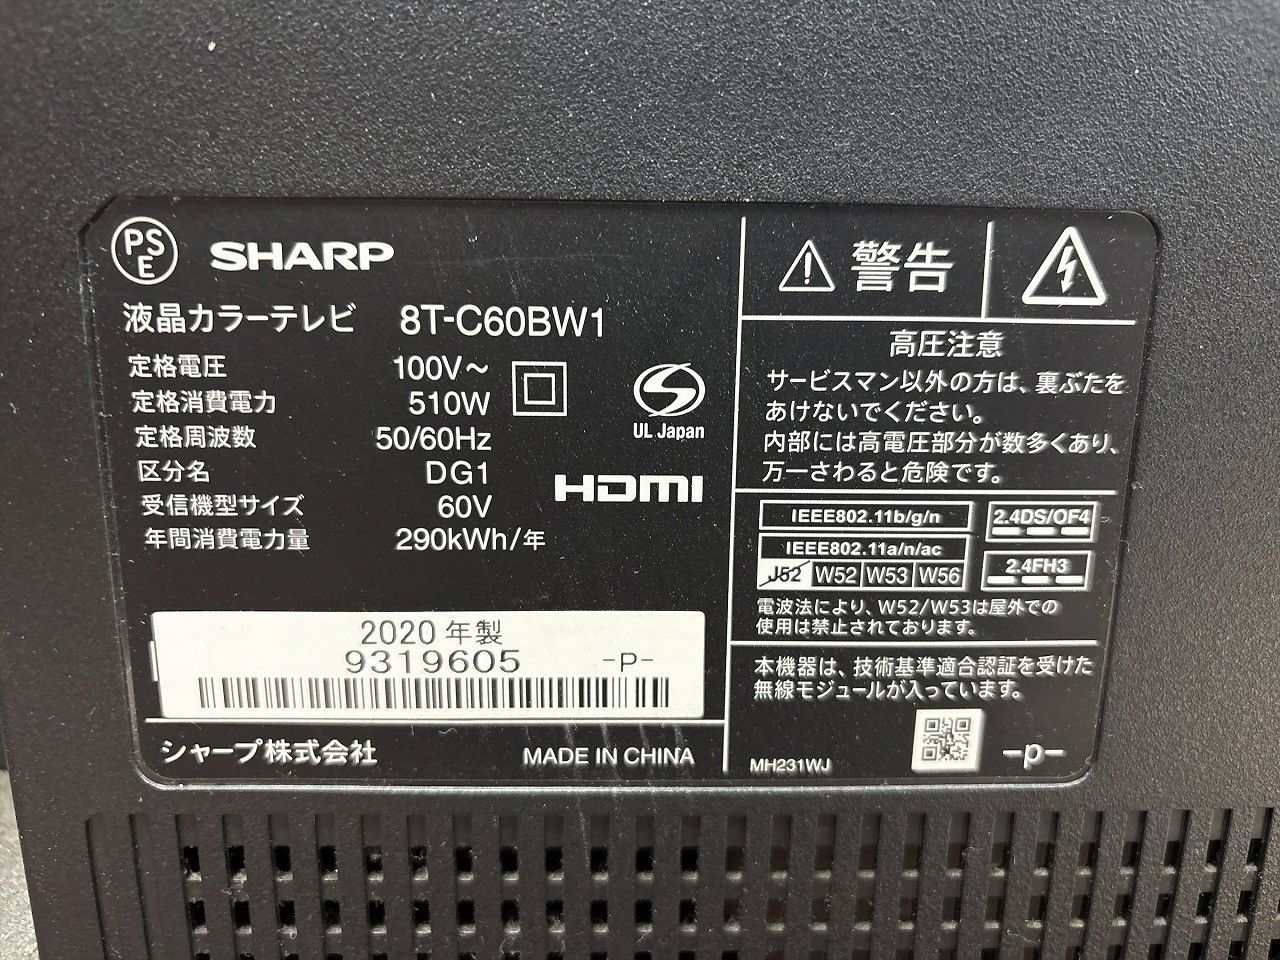 PSE
SHARP
液晶カラーテレビ 8T-C60BW1
定格電圧 100V～
定格消費電力 510W
定格周波数 50/60Hz
区分名 DG1
受信機型サイズ 60V
年間消費電力量 290kWh/年
UL Japan
HDMI
2020年製
9319605 -P-
シャープ株式会社 MADE IN CHINA
警告
高圧注意
サービスマン以外の方は、裏ぶたを
あけないでください。
内部には高電圧部分が数多くあり、
万一さわると危険です。
IEEE802.11b/g/n
IEEE802.11a/n/ac
J52 W52 W53 W56
2.4DS/OF4
2.4FH3
電波法により、W52/W53は屋外での
使用は禁止されております。
本機器は、技術基準適合認証を受けた
無線モジュールが入っています。
MH231WJ -P-